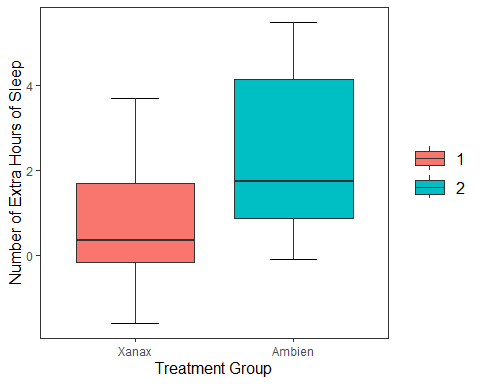 Number of Extra Hours of Sleep
4
2
0
Xanax
Ambien
Treatment Group
1
2